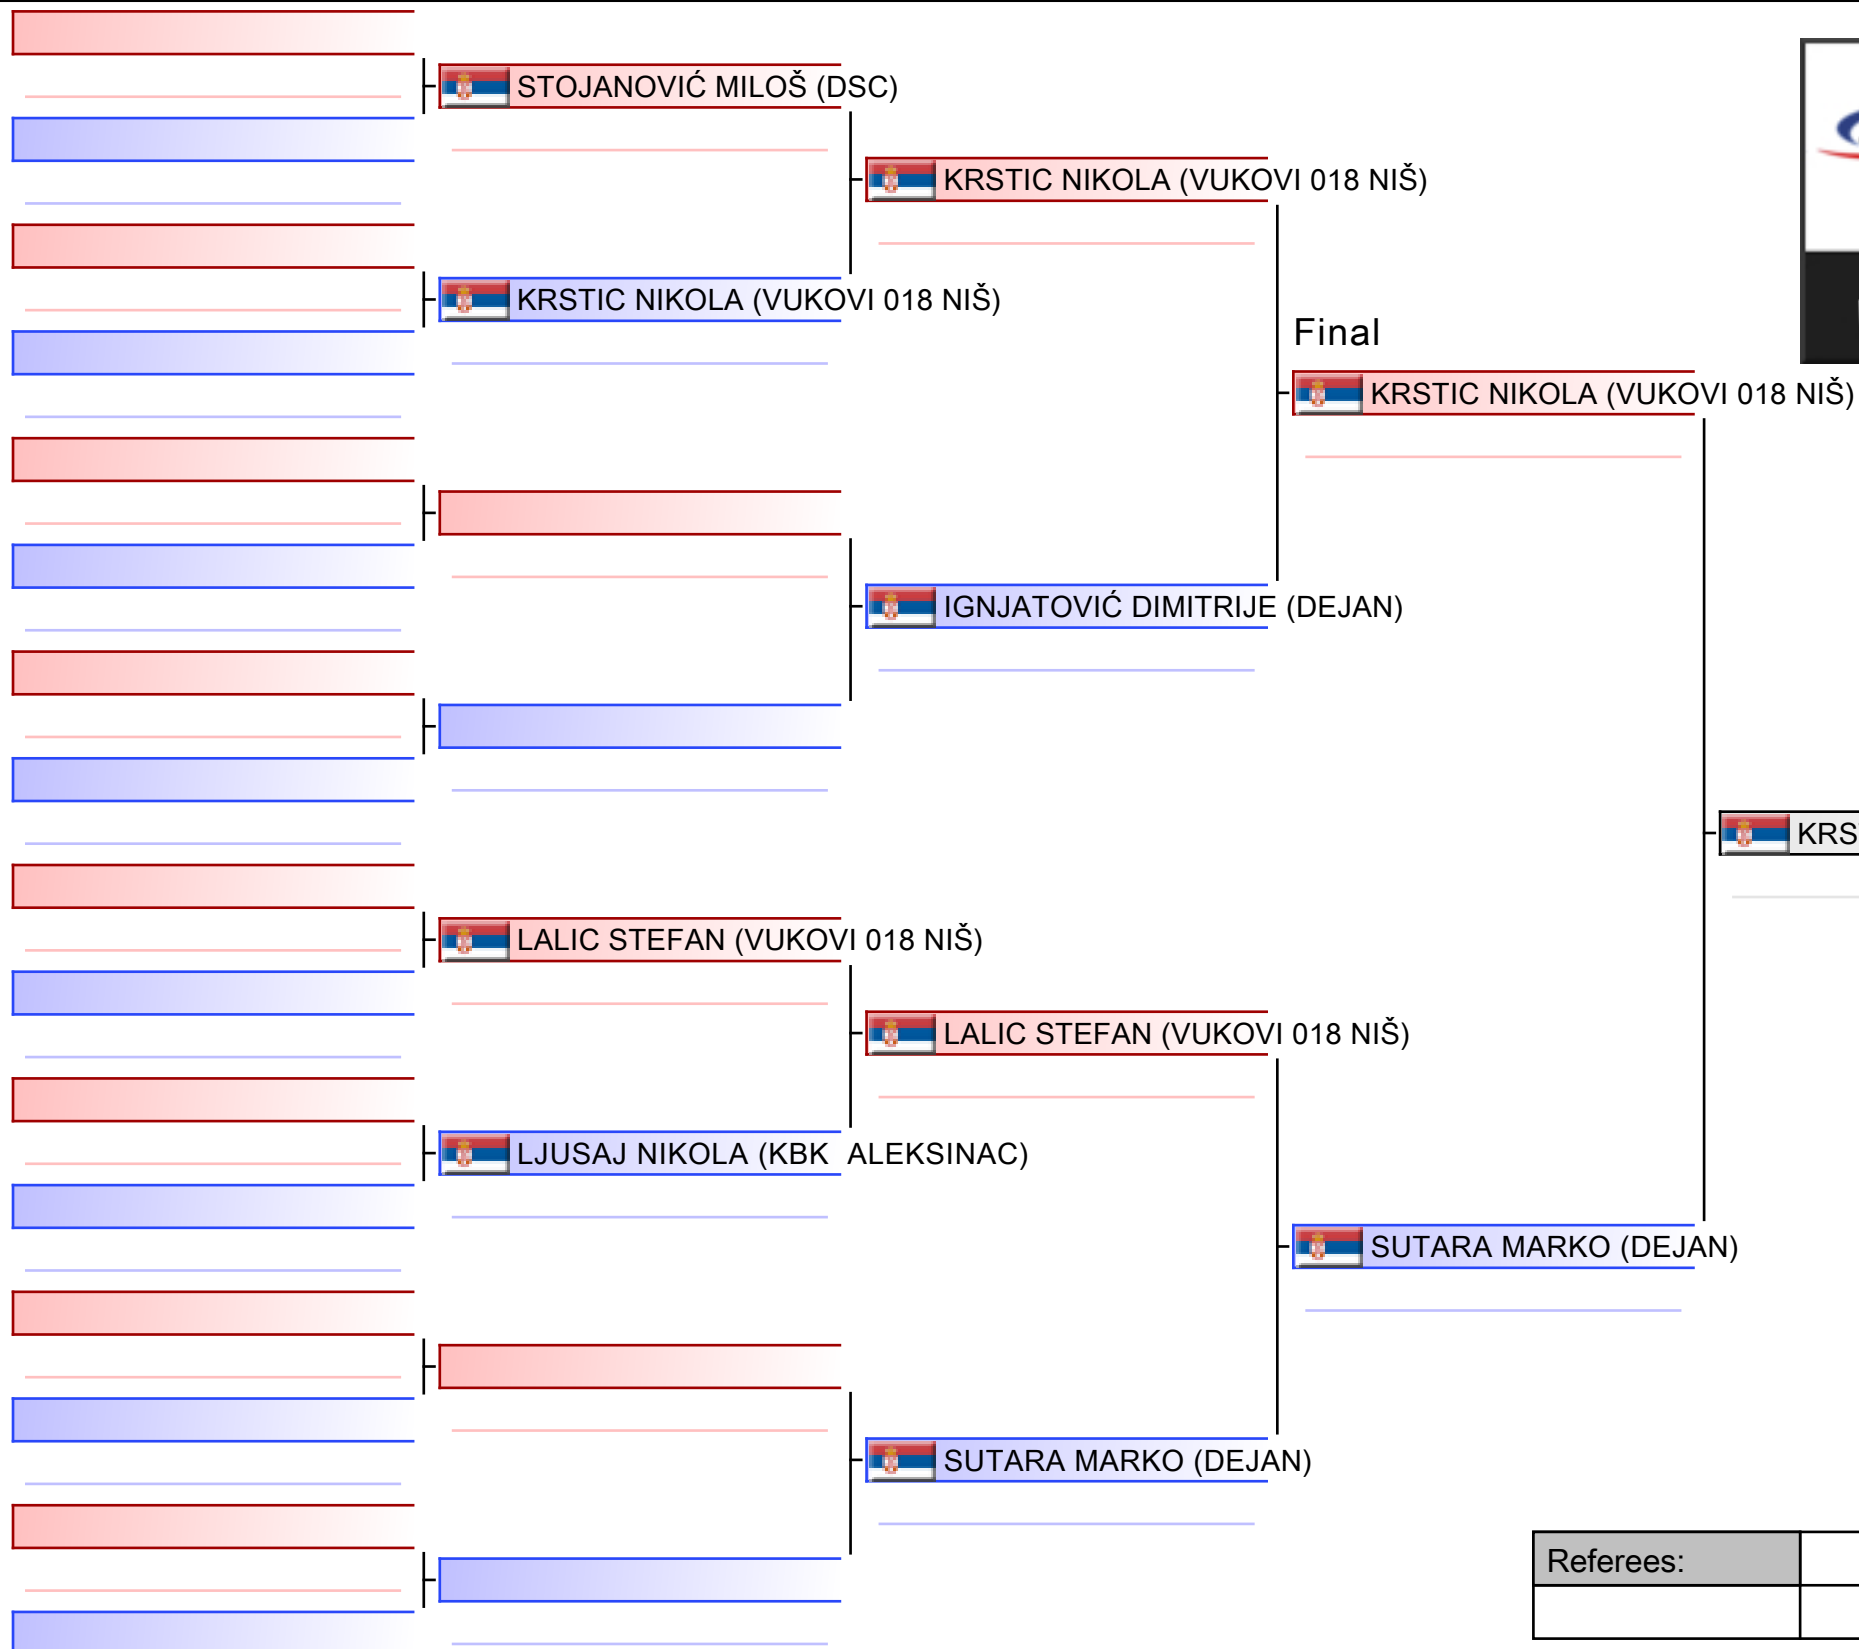 STOJANOVIĆ MILOŠ (DSC)
KRSTIC NIKOLA (VUKOVI 018 NIŠ)
KRSTIC NIKOLA (VUKOVI 018 NIŠ)
Final
KRSTIC NIKOLA (VUKOVI 018 NIŠ)
IGNJATOVIĆ DIMITRIJE (DEJAN)
KRS
LALIC STEFAN (VUKOVI 018 NIŠ)
LALIC STEFAN (VUKOVI 018 NIŠ)
LJUSAJ NIKOLA (KBK  ALEKSINAC)
SUTARA MARKO (DEJAN)
SUTARA MARKO (DEJAN)
Referees: